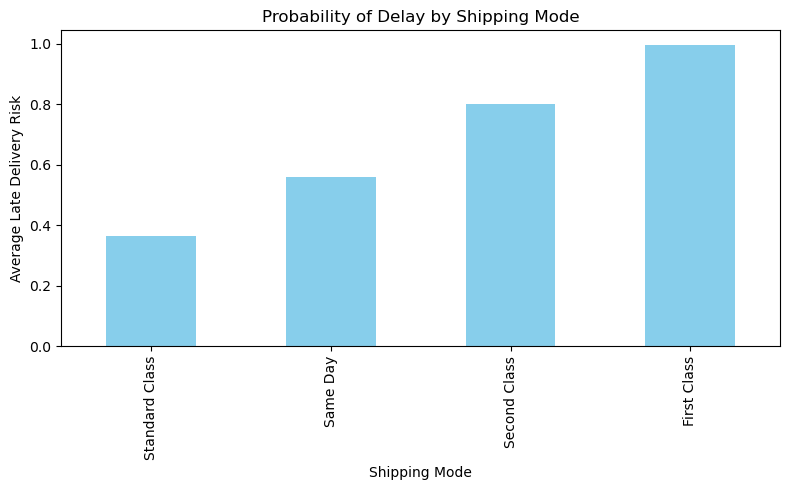 Probability of Delay by Shipping Mode
Average Late Delivery Risk
1.0
0.8
0.6
0.4
0.2
0.0
Standard Class
Same Day
Second Class
First Class
Shipping Mode